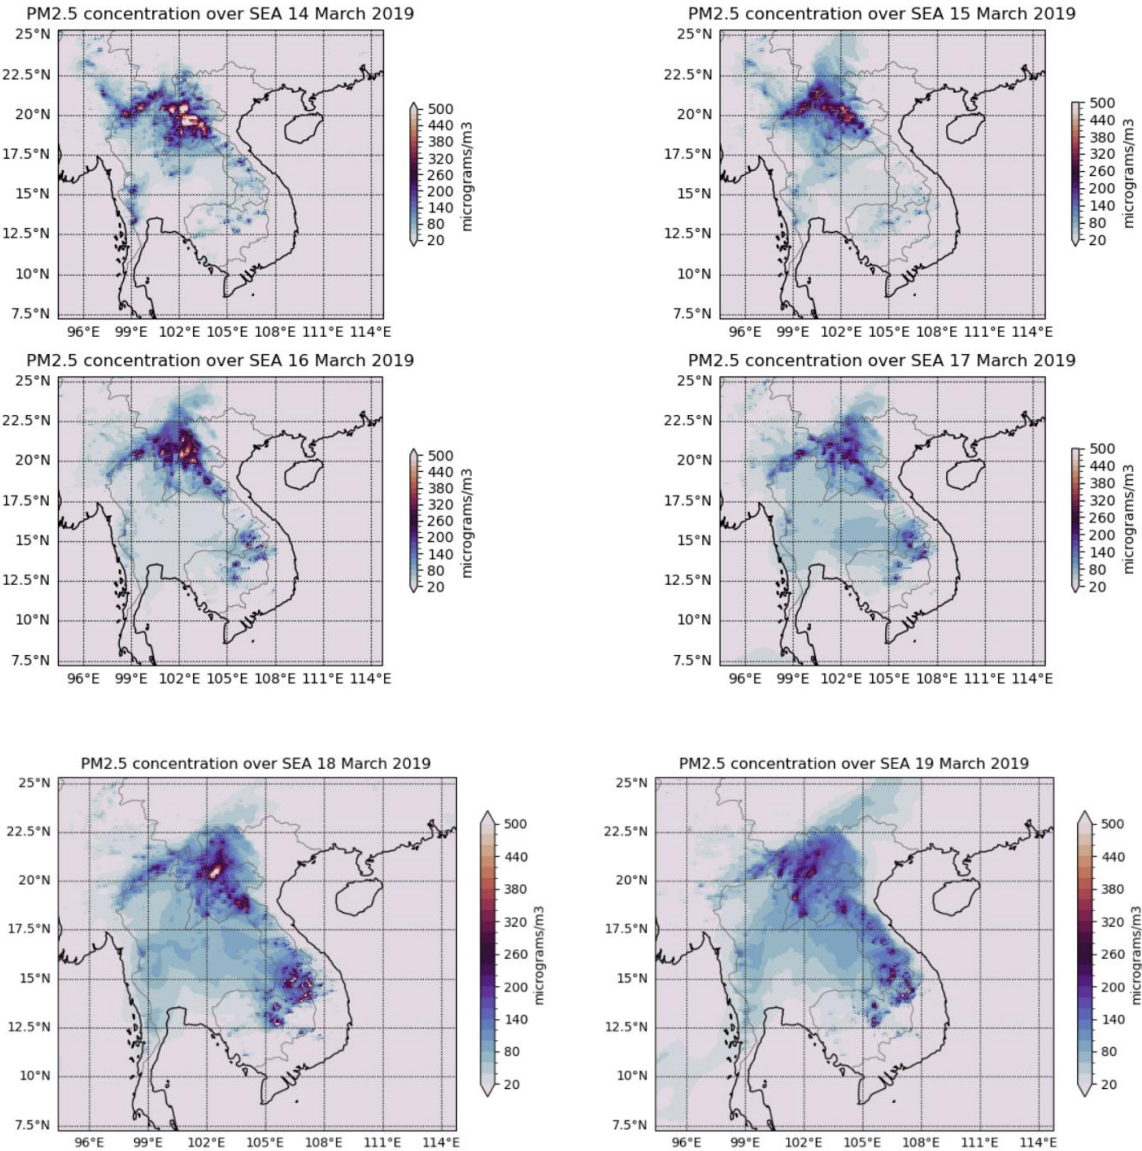 PM2.5 concentration over SEA 14 March 2019
25°N
22.5°N
20°N
17.5°N
15°N
12.5°N
10°N
7.5°N
96°E 99°E 102°E 105°E 108°E 111°E 114°E
500
440
380
320
260
200
140
80
20
micrograms/m3
PM2.5 concentration over SEA 15 March 2019
25°N
22.5°N
20°N
17.5°N
15°N
12.5°N
10°N
7.5°N
96°E 99°E 102°E 105°E 108°E 111°E 114°E
500
440
380
320
260
200
140
80
20
micrograms/m3
PM2.5 concentration over SEA 16 March 2019
25°N
22.5°N
20°N
17.5°N
15°N
12.5°N
10°N
7.5°N
96°E 99°E 102°E 105°E 108°E 111°E 114°E
500
440
380
320
260
200
140
80
20
micrograms/m3
PM2.5 concentration over SEA 17 March 2019
25°N
22.5°N
20°N
17.5°N
15°N
12.5°N
10°N
7.5°N
96°E 99°E 102°E 105°E 108°E 111°E 114°E
500
440
380
320
260
200
140
80
20
micrograms/m3
PM2.5 concentration over SEA 18 March 2019
25°N
22.5°N
20°N
17.5°N
15°N
12.5°N
10°N
7.5°N
96°E 99°E 102°E 105°E 108°E 111°E 114°E
500
440
380
320
260
200
140
80
20
micrograms/m3
PM2.5 concentration over SEA 19 March 2019
25°N
22.5°N
20°N
17.5°N
15°N
12.5°N
10°N
7.5°N
96°E 99°E 102°E 105°E 108°E 111°E 114°E
500
440
380
320
260
200
140
80
20
micrograms/m3